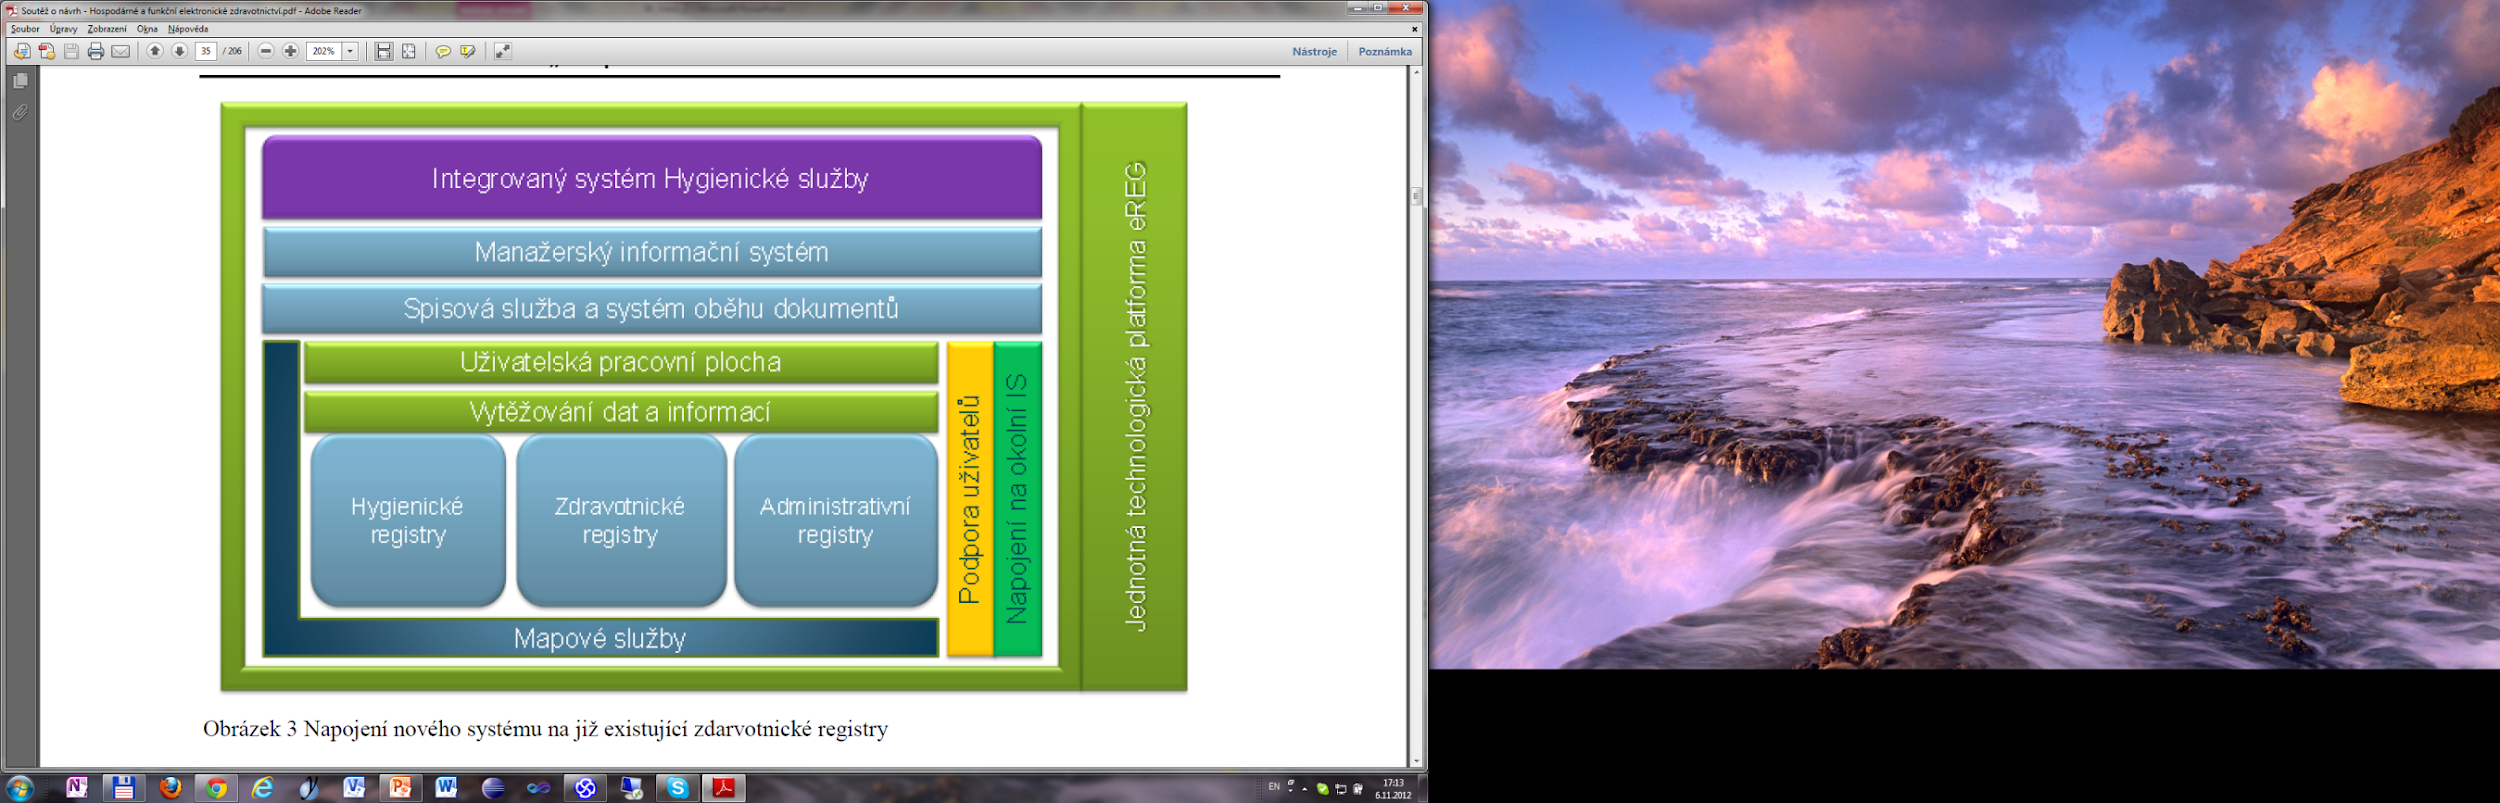 Soutěž o návrh - Hospodárné a funkční elektronické zdravotnictví.pdf - Adobe Reader
Soubor Úpravy Zobrazení Okna Nápověda
35 / 206 202% Nástroje Poznámka
Integrovaný systém Hygienické služby
Manažerský informační systém
Spisová služba a systém oběhu dokumentů
Uživatelská pracovní plocha
Vytěžování dat a informací
Hygienické
registry
Zdravotnické
registry
Administrativní
registry
Mapové služby
Podpora uživatelů
Napojení na okolní IS
Jednotná technologická platforma eREG
Obrázek 3 Napojení nového systému na již existující zdarvotnické registry
EN
17:13
6.11.2012